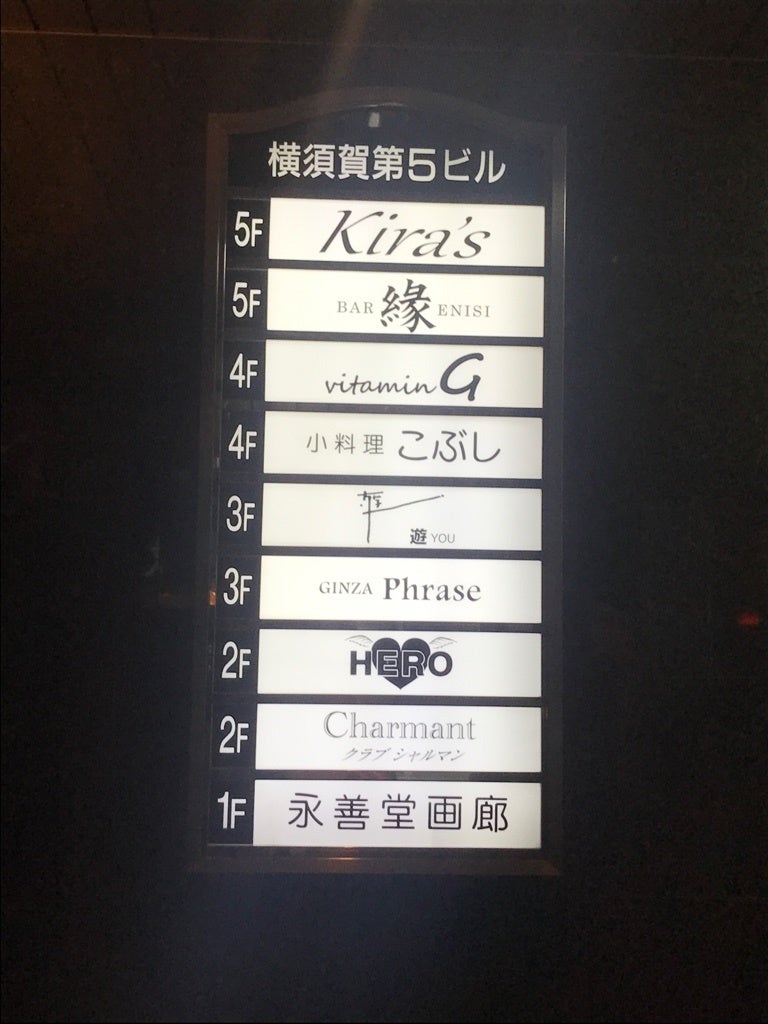 横須賀第5ビル
5F Kira's
5F BAR 緣 ENISI
4F vitamin G
4F 小料理 こぶし
3F 遊
遊 YOU
3F GINZA Phrase
2F HERO
2F Charmant
クラブ シャルマン
1F 永善堂画廊